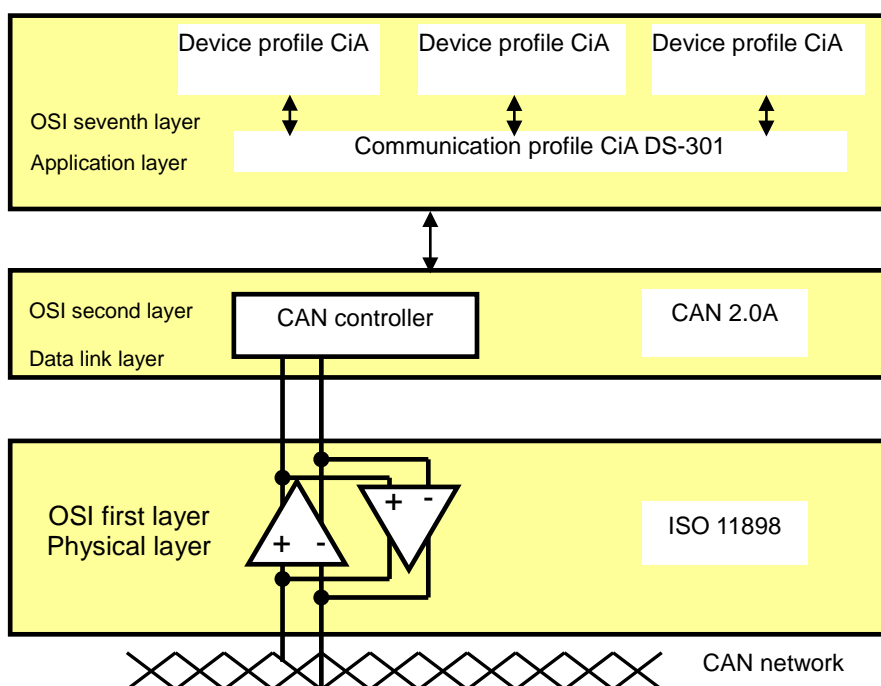 Device profile CiA
Device profile CiA
Device profile CiA
OSI seventh layer
Application layer
Communication profile CiA DS-301
OSI second layer
Data link layer
CAN controller
CAN 2.0A
OSI first layer
Physical layer
+ -
+ -
ISO 11898
CAN network